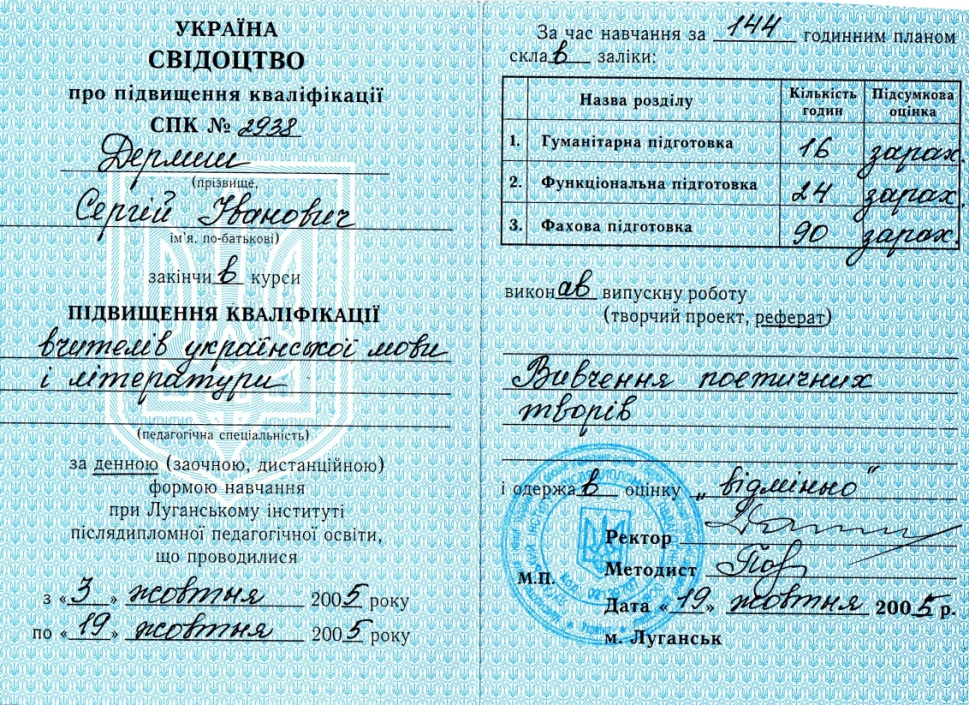 УКРАЇНА
СВІДОЦТВО
про підвищення кваліфікації
СПК № 2938
Дермиш
(прізвище,
Сергій Іванович
ім'я, по-батькові)
закінчив курси
ПІДВИЩЕННЯ КВАЛІФІКАЦІЇ
вчителів української мови
і літератури
(педагогічна спеціальність)
за денною (заочною, дистанційною)
формою навчання
при Луганському інституті
післядипломної педагогічної освіти,
що проводилися
з «3» жовтня 2005 року
по «19» жовтня 2005 року
За час навчання за 144 годинним планом
склав заліки:
Назва розділу Кількість годин Підсумкова оцінка
1. Гуманітарна підготовка 16 зарах.
2. Функціональна підготовка 24 зарах.
3. Фахова підготовка 90 зарах.
виконав випускну роботу
(творчий проект, реферат)
Вивчення поетичних
творів
і одержав оцінку „відмінно“
Ректор
М.П. Методист
Дата «19» жовтня 2005 р.
м. Луганськ